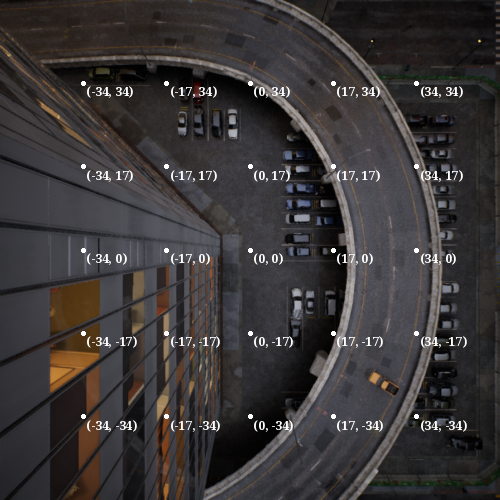 (-34, 34) (-17, 34) (0, 34) (17, 34) (34, 34)
(-34, 17) (-17, 17) (0, 17) (17, 17) (34, 17)
(-34, 0) (-17, 0) (0, 0) (17, 0) (34, 0)
(-34, -17) (-17, -17) (0, -17) (17, -17) (34, -17)
(-34, -34) (-17, -34) (0, -34) (17, -34) (34, -34)